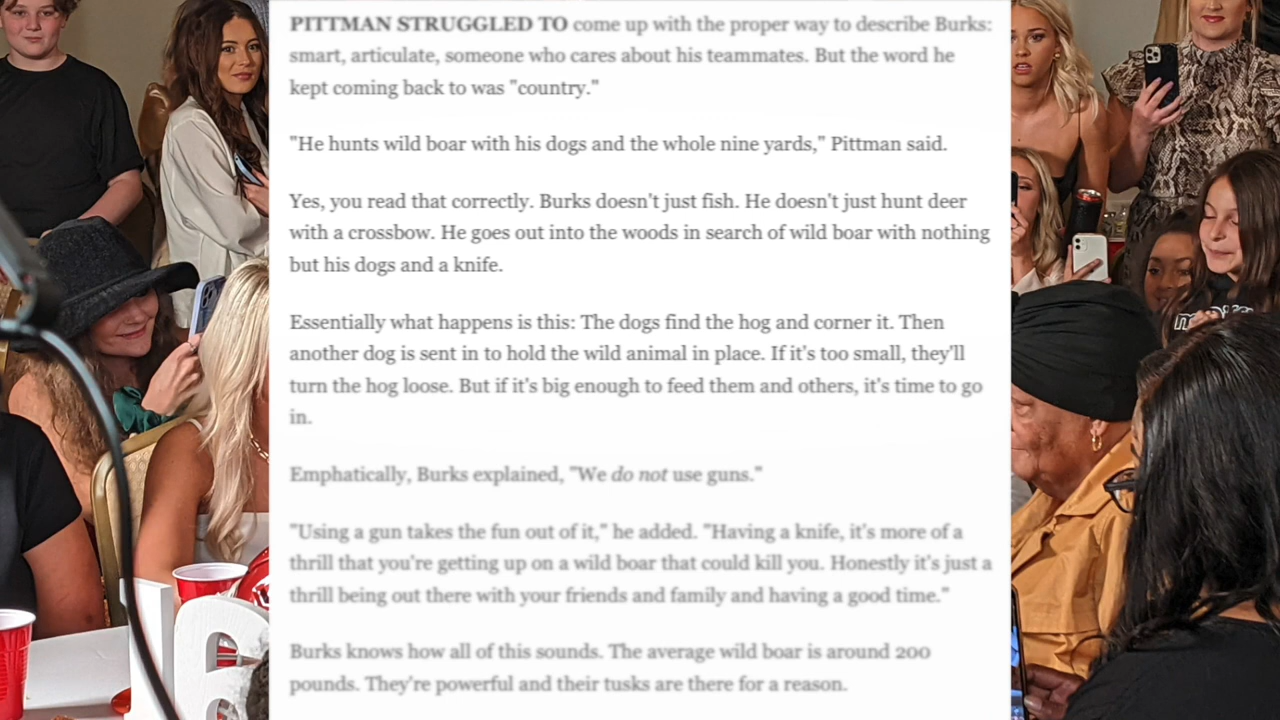 PITTMAN STRUGGLED TO come up with the proper way to describe Burks:
smart, articulate, someone who cares about his teammates. But the word he
kept coming back to was "country."
"He hunts wild boar with his dogs and the whole nine yards," Pittman said.
Yes, you read that correctly. Burks doesn't just fish. He doesn't just hunt deer
with a crossbow. He goes out into the woods in search of wild boar with nothing
but his dogs and a knife.
Essentially what happens is this: The dogs find the hog and corner it. Then
another dog is sent in to hold the wild animal in place. If it's too small, they'll
turn the hog loose. But if it's big enough to feed them and others, it's time to go
in.
Emphatically, Burks explained, "We do not use guns."
"Using a gun takes the fun out of it," he added. "Having a knife, it's more of a
thrill that you're getting up on a wild boar that could kill you. Honestly it's just a
thrill being out there with your friends and family and having a good time."
Burks knows how all of this sounds. The average wild boar is around 200
pounds. They're powerful and their tusks are there for a reason.